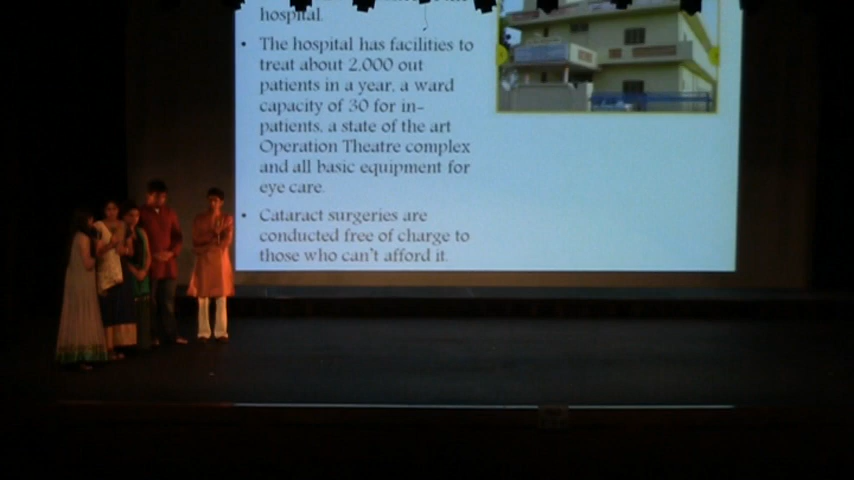 hospital.
• The hospital has facilities to
treat about 2,000 out
patients in a year, a ward
capacity of 30 for in-
patients, a state of the art
Operation Theatre complex
and all basic equipment for
eye care.
• Cataract surgeries are
conducted free of charge to
those who can't afford it.